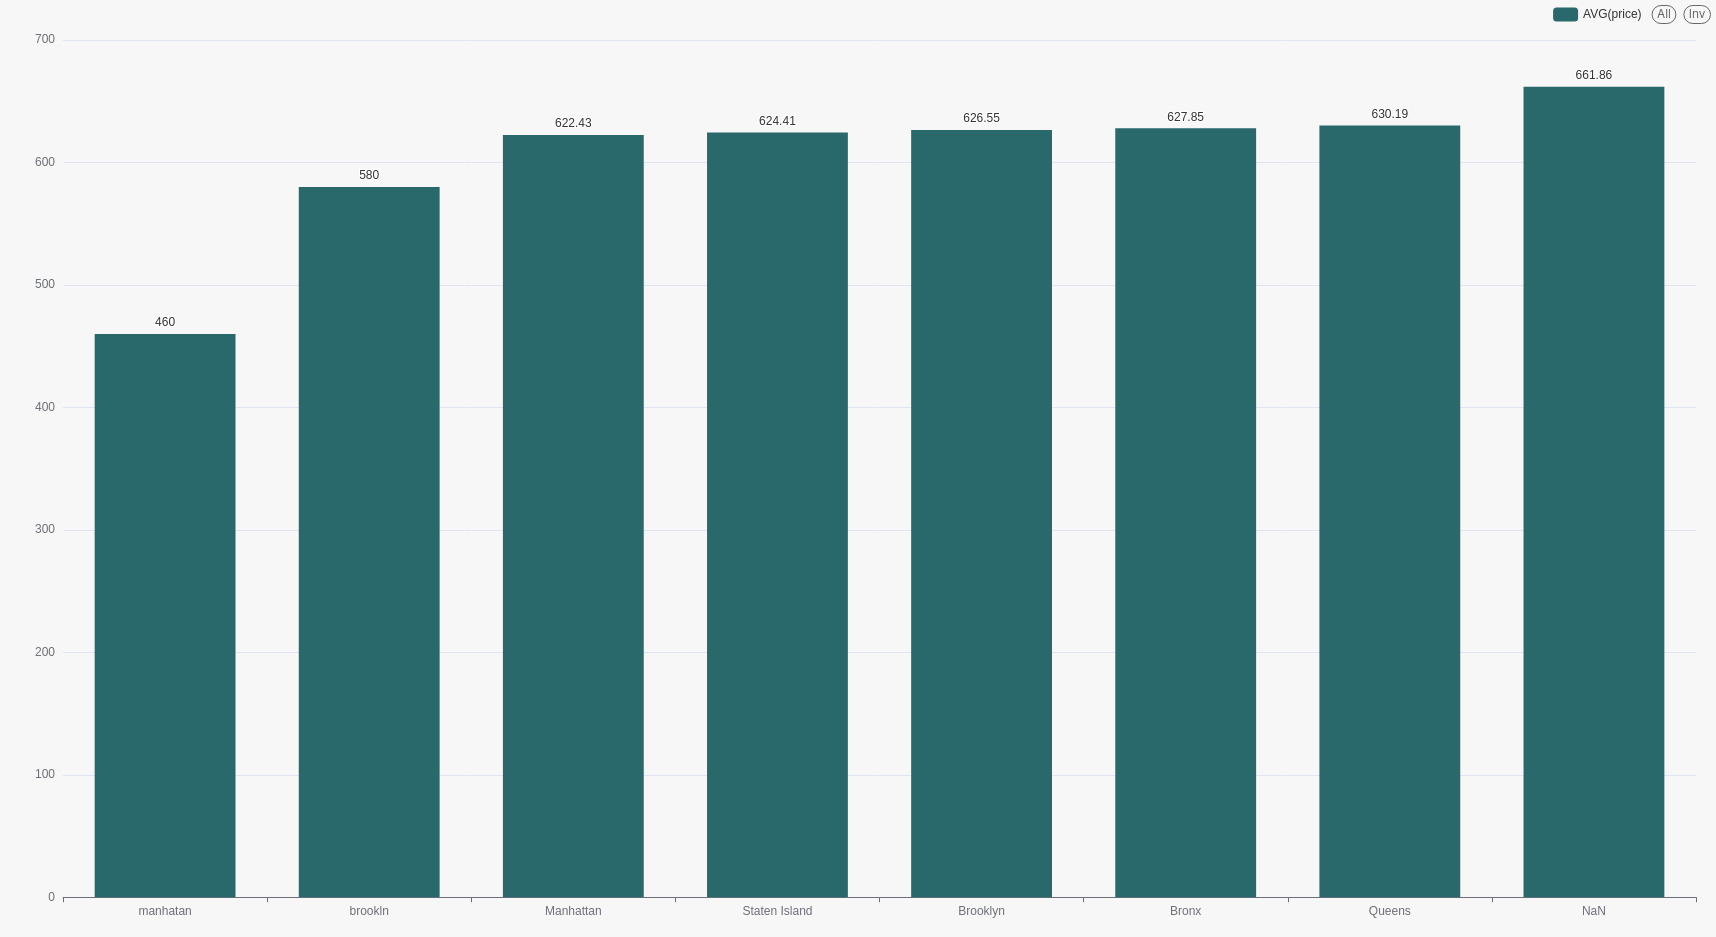 AVG(price) All Inv
700
600
500
400
300
200
100
0
460
580
622.43
624.41
626.55
627.85
630.19
661.86
manhatan
brookln
Manhattan
Staten Island
Brooklyn
Bronx
Queens
NaN